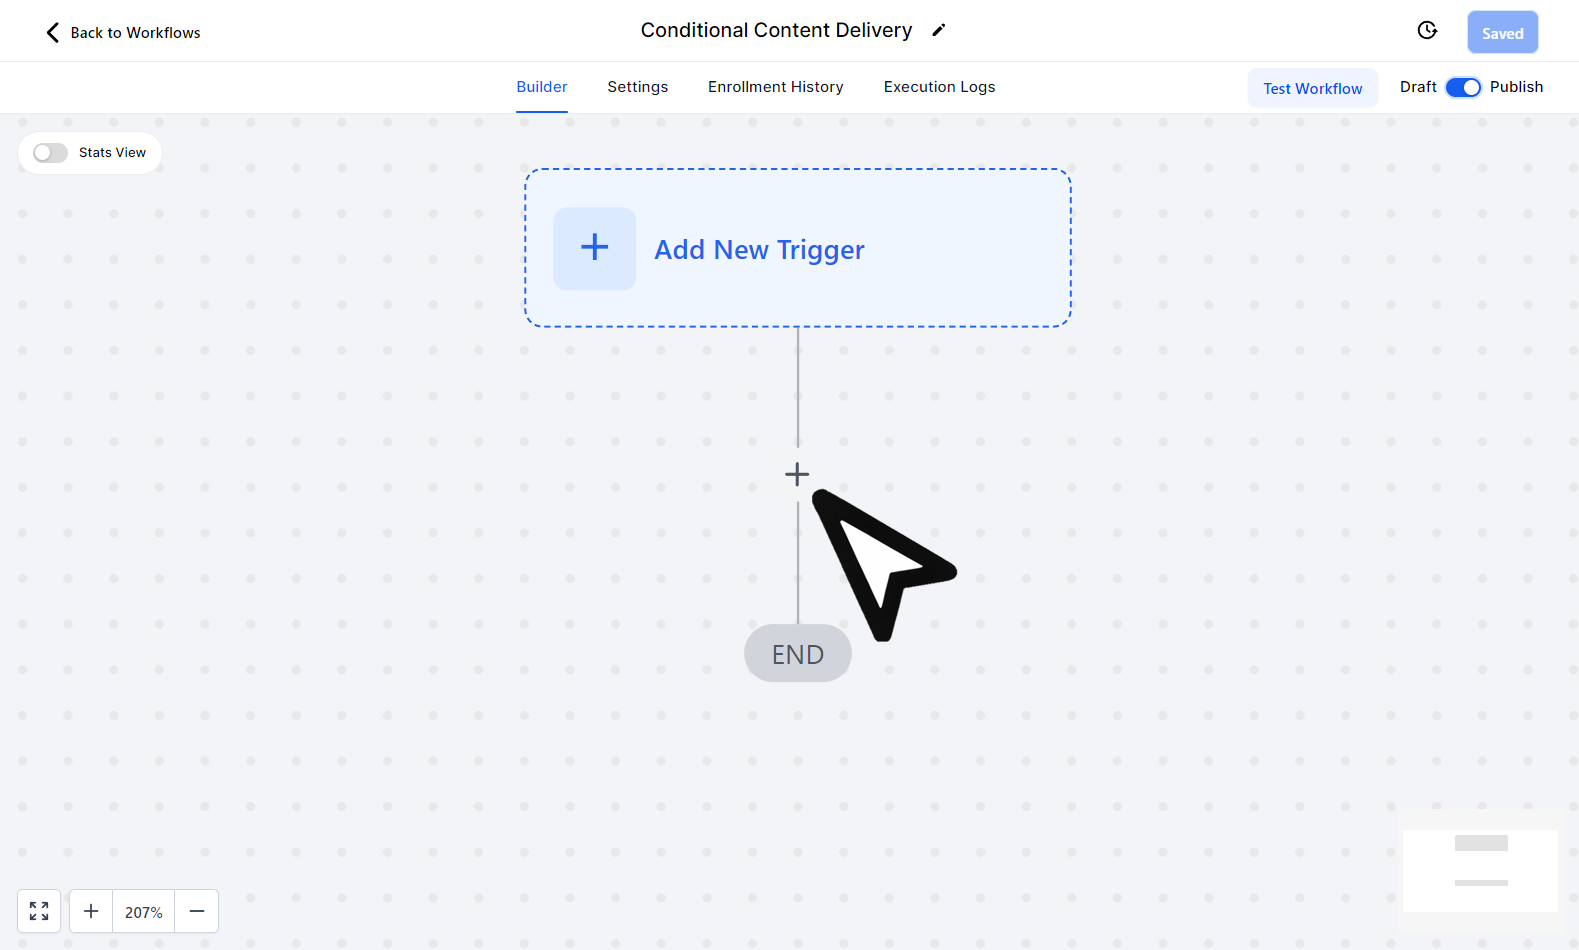 Back to Workflows
Conditional Content Delivery
Saved
Builder
Settings
Enrollment History
Execution Logs
Test Workflow
Draft
Publish
Stats View
Add New Trigger
END
207%